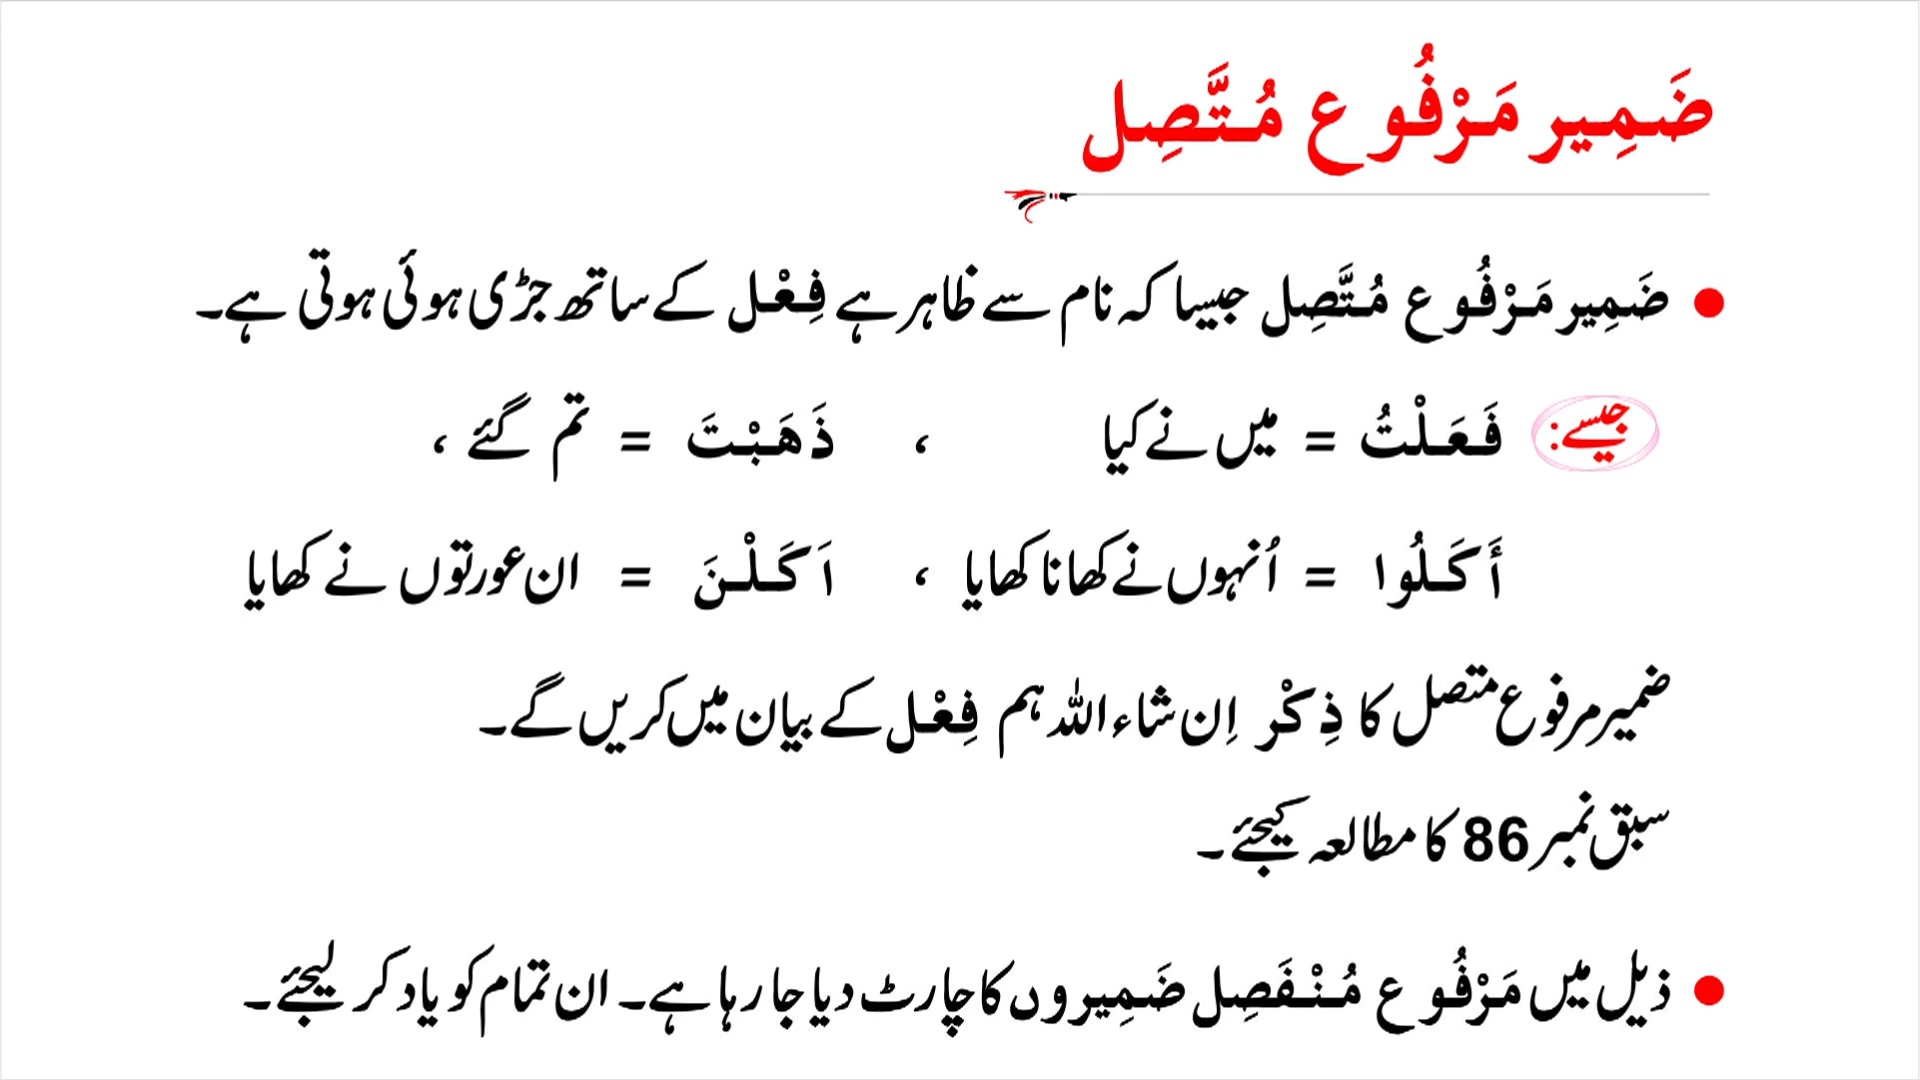 ضَمِیر مَرْفُوع مُتَّصِل
● ضَمِیر مَرْفُوع مُتَّصِل جیسا کہ نام سے ظاہر ہے فِعْل کے ساتھ جڑی ہوئی ہوتی ہے۔
جیسے: فَعَلْتُ = میں نے کیا ، ذَهَبْتَ = تم گئے ،
أَكَلُوا = اُنہوں نے کھانا کھایا ، اَكَلْنَ = ان عورتوں نے کھایا
ضمیر مرفوع متصل کا ذِکْر اِن شاء اللہ ہم فِعْل کے بیان میں کریں گے۔
سبق نمبر 86 کا مطالعہ کیجئے۔
● ذیل میں مَرْفُوع مُنْفَصِل ضَمِیروں کا چارٹ دیا جا رہا ہے۔ ان تمام کو یاد کر لیجئے۔